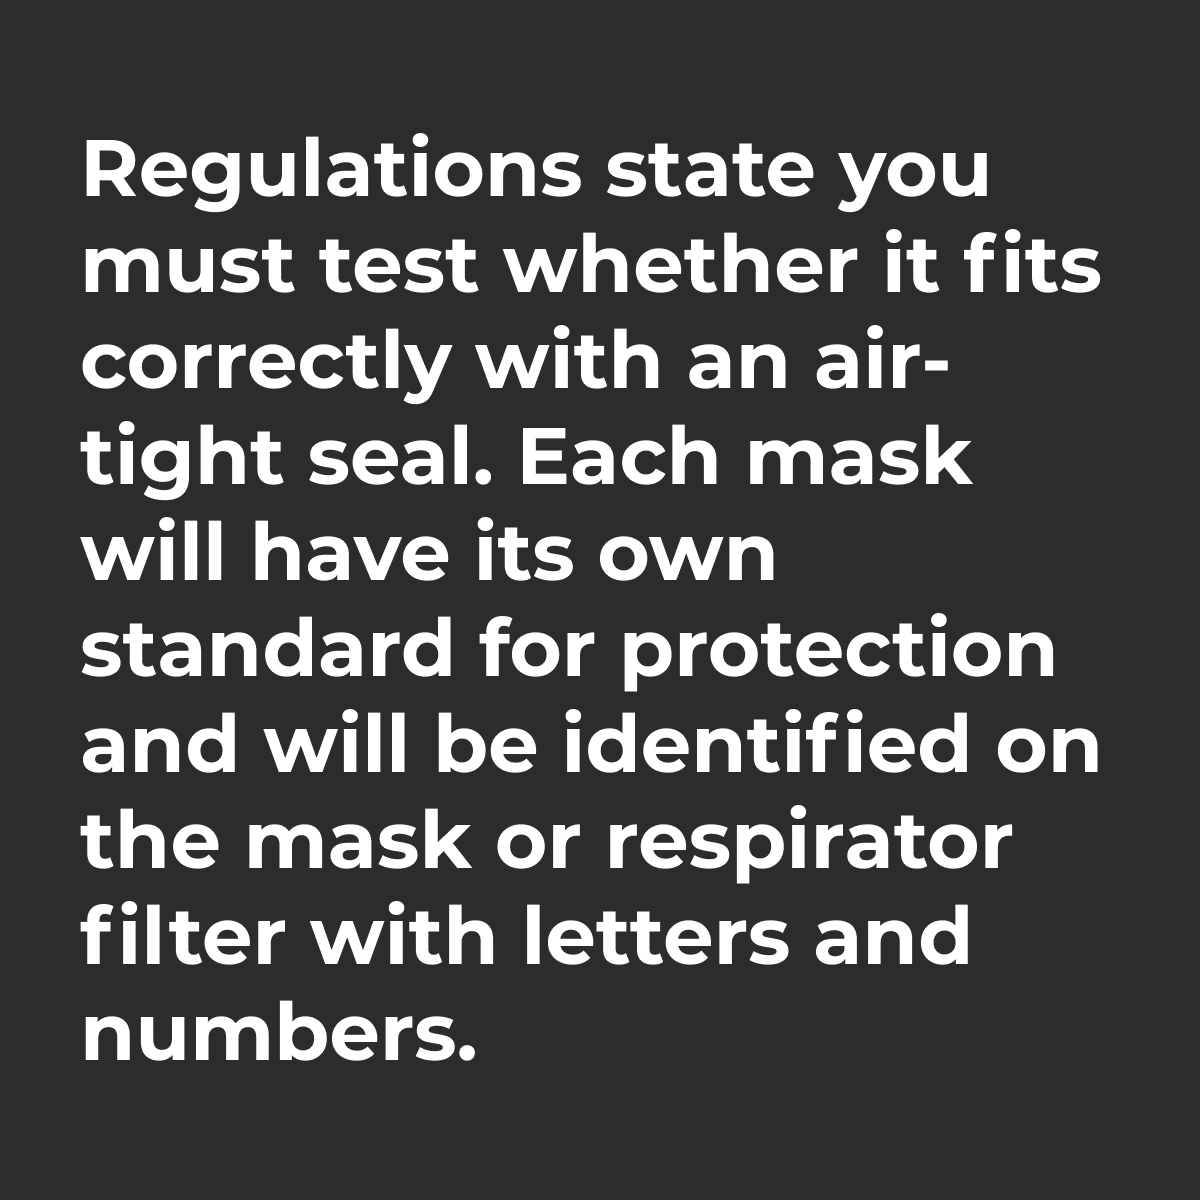 Regulations state you
must test whether it fits
correctly with an air-
tight seal. Each mask
will have its own
standard for protection
and will be identified on
the mask or respirator
filter with letters and
numbers.